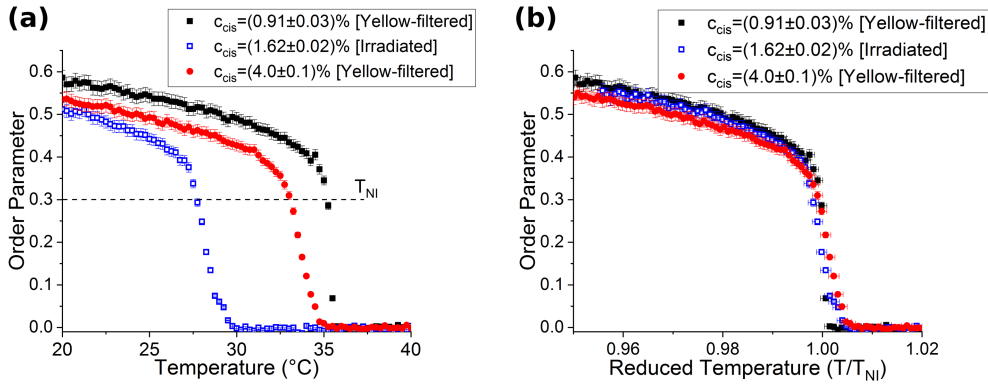 (a)
c_cis=(0.91±0.03)% [Yellow-filtered]
c_cis=(1.62±0.02)% [Irradiated]
c_cis=(4.0±0.1)% [Yellow-filtered]
0.6
0.5
0.4
0.3
0.2
0.1
0.0
Order Parameter
T_NI
20 25 30 35 40
Temperature (°C)
(b)
c_cis=(0.91±0.03)% [Yellow-filtered]
c_cis=(1.62±0.02)% [Irradiated]
c_cis=(4.0±0.1)% [Yellow-filtered]
0.6
0.5
0.4
0.3
0.2
0.1
0.0
Order Parameter
0.96 0.98 1.00 1.02
Reduced Temperature (T/T_NI)